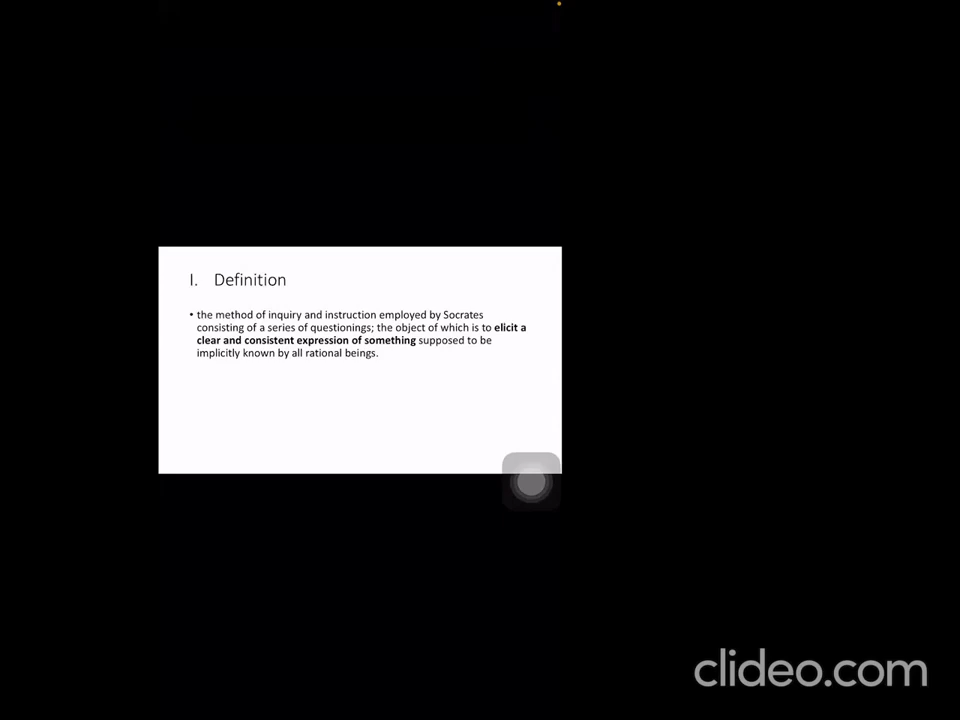 I. Definition
• the method of inquiry and instruction employed by Socrates
consisting of a series of questionings; the object of which is to elicit a
clear and consistent expression of something supposed to be
implicitly known by all rational beings.
clideo.com